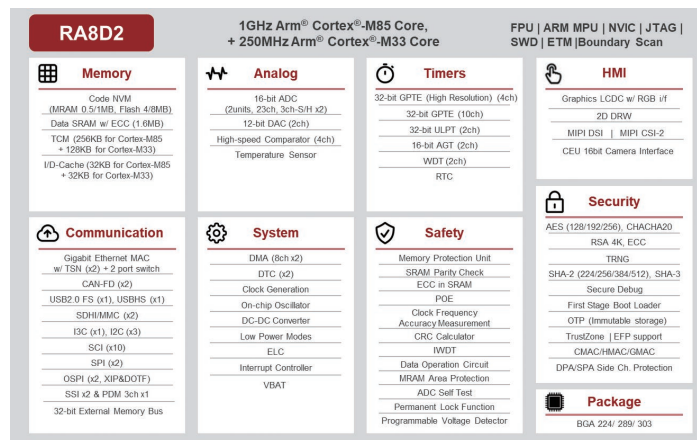 RA8D2
1GHz Arm® Cortex®-M85 Core,
+ 250MHz Arm® Cortex®-M33 Core
FPU | ARM MPU | NVIC | JTAG |
SWD | ETM |Boundary Scan
Memory
Code NVM
(MRAM 0.5/1MB, Flash 4/8MB)
Data SRAM w/ ECC (1.6MB)
TCM (256KB for Cortex-M85
+ 128KB for Cortex-M33)
I/D-Cache (32KB for Cortex-M85
+ 32KB for Cortex-M33)
Analog
16-bit ADC
(2units, 23ch, 3ch-S/H x2)
12-bit DAC (2ch)
High-speed Comparator (4ch)
Temperature Sensor
Timers
32-bit GPTE (High Resolution) (4ch)
32-bit GPTE (10ch)
32-bit ULPT (2ch)
16-bit AGT (2ch)
WDT (2ch)
RTC
HMI
Graphics LCDC w/ RGB i/f
2D DRW
MIPI DSI | MIPI CSI-2
CEU 16bit Camera Interface
Communication
Gigabit Ethernet MAC
w/ TSN (x2) + 2 port switch
CAN-FD (x2)
USB2.0 FS (x1), USBHS (x1)
SDHI/MMC (x2)
I3C (x1), I2C (x3)
SCI (x10)
SPI (x2)
OSPI (x2, XIP&DOTF)
SSI x2 & PDM 3ch x1
32-bit External Memory Bus
System
DMA (8ch x2)
DTC (x2)
Clock Generation
On-chip Oscillator
DC-DC Converter
Low Power Modes
ELC
Interrupt Controller
VBAT
Safety
Memory Protection Unit
SRAM Parity Check
ECC in SRAM
POE
Clock Frequency
Accuracy Measurement
CRC Calculator
IWDT
Data Operation Circuit
MRAM Area Protection
ADC Self Test
Permanent Lock Function
Programmable Voltage Detector
Security
AES (128/192/256), CHACHA20
RSA 4K, ECC
TRNG
SHA-2 (224/256/384/512), SHA-3
Secure Debug
First Stage Boot Loader
OTP (Immutable storage)
TrustZone | EFP support
CMAC/HMAC/GMAC
DPA/SPA Side Ch. Protection
Package
BGA 224/ 289/ 303